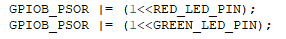 GPIOB_PSOR |= (1<<RED_LED_PIN);
GPIOB_PSOR |= (1<<GREEN_LED_PIN);